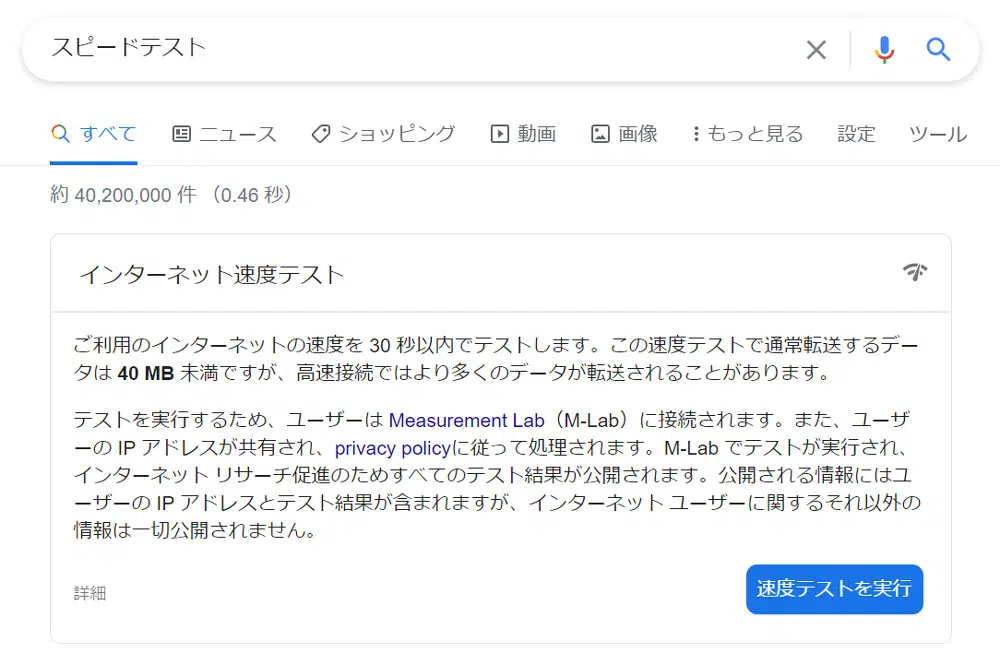 スピードテスト
すべて ニュース ショッピング 動画 画像 もっと見る 設定 ツール
約 40,200,000 件 （0.46 秒）
インターネット速度テスト
ご利用のインターネットの速度を 30 秒以内でテストします。この速度テストで通常転送するデー
タは 40 MB 未満ですが、高速接続ではより多くのデータが転送されることがあります。
テストを実行するため、ユーザーは Measurement Lab（M-Lab）に接続されます。また、ユーザ
ーの IP アドレスが共有され、privacy policyに従って処理されます。M-Lab でテストが実行され、
インターネット リサーチ促進のためすべてのテスト結果が公開されます。公開される情報にはユ
ーザーの IP アドレスとテスト結果が含まれますが、インターネット ユーザーに関するそれ以外の
情報は一切公開されません。
詳細
速度テストを実行